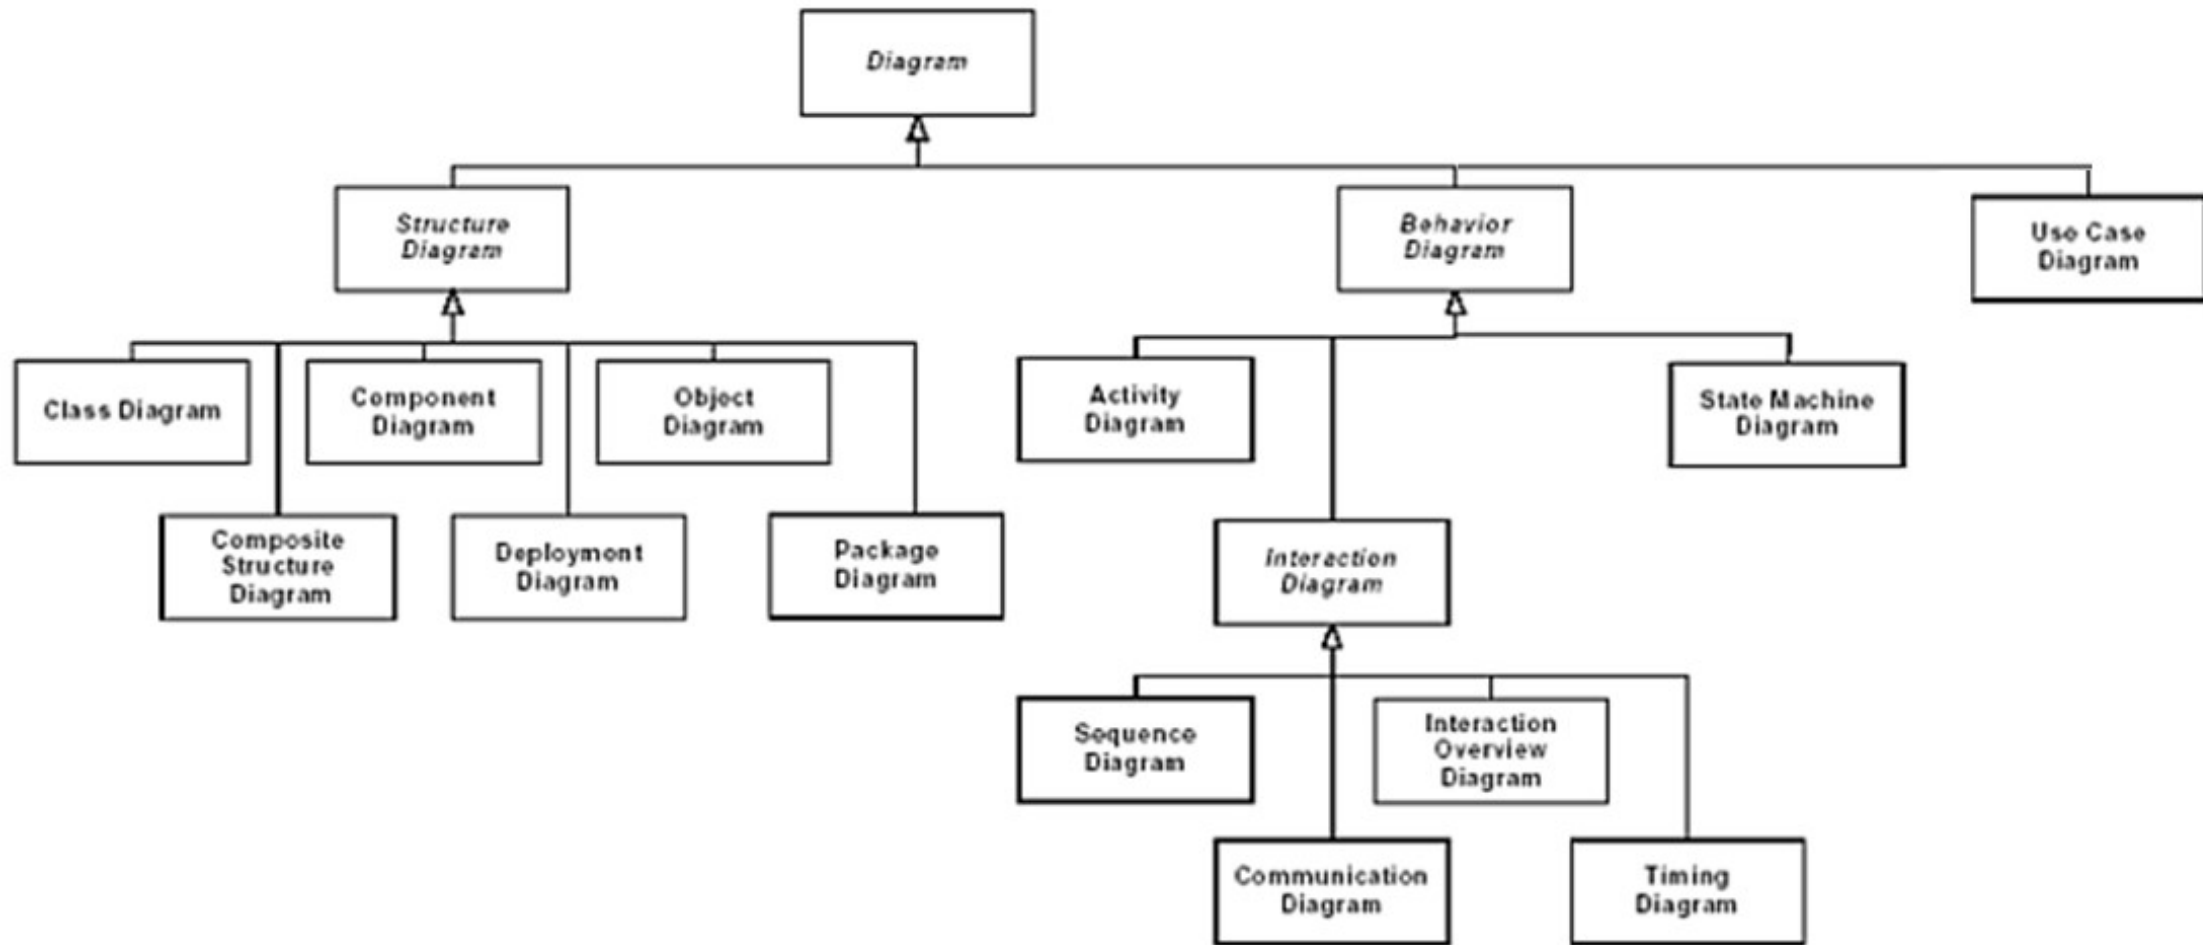 Diagram
Structure
Diagram
Behavior
Diagram
Use Case
Diagram
Class Diagram
Component
Diagram
Object
Diagram
Activity
Diagram
State Machine
Diagram
Composite
Structure
Diagram
Deployment
Diagram
Package
Diagram
Interaction
Diagram
Sequence
Diagram
Interaction
Overview
Diagram
Communication
Diagram
Timing
Diagram